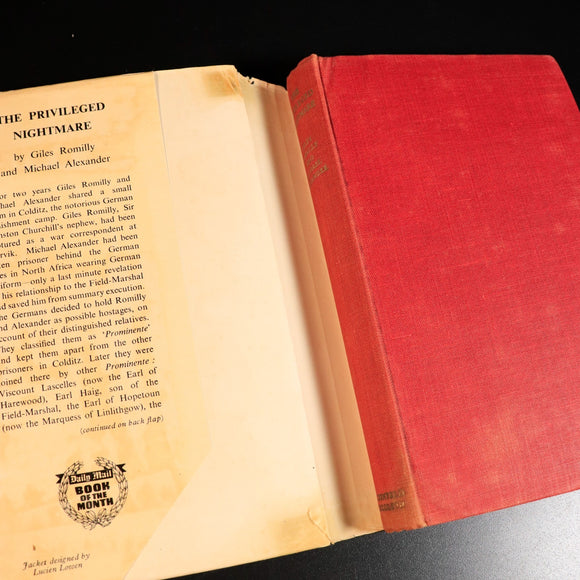 THE PRIVILEGED
NIGHTMARE
by Giles Romilly
and Michael Alexander
or two years Giles Romilly and
hael Alexander shared a small
m in Colditz, the notorious German
ishment camp. Giles Romilly, Sir
nston Churchill's nephew, had been
ptured as a war correspondent at
rvik. Michael Alexander had been
en prisoner behind the German
es in North Africa wearing German
iform—only a last minute revelation
his relationship to the Field-Marshal
ad saved him from summary execution.
he Germans decided to hold Romilly
nd Alexander as possible hostages, on
ccount of their distinguished relatives.
They classified them as 'Prominente'
nd kept them apart from the other
risoners in Colditz. Later they were
oined there by other Prominente:
Viscount Lascelles (now the Earl of
Harewood), Earl Haig, son of the
Field-Marshal, the Earl of Hopetoun
(now the Marquess of Linlithgow), the
(continued on back flap)
Daily Mail
BOOK
OF THE
MONTH
Jacket designed by
Lucien Lowen